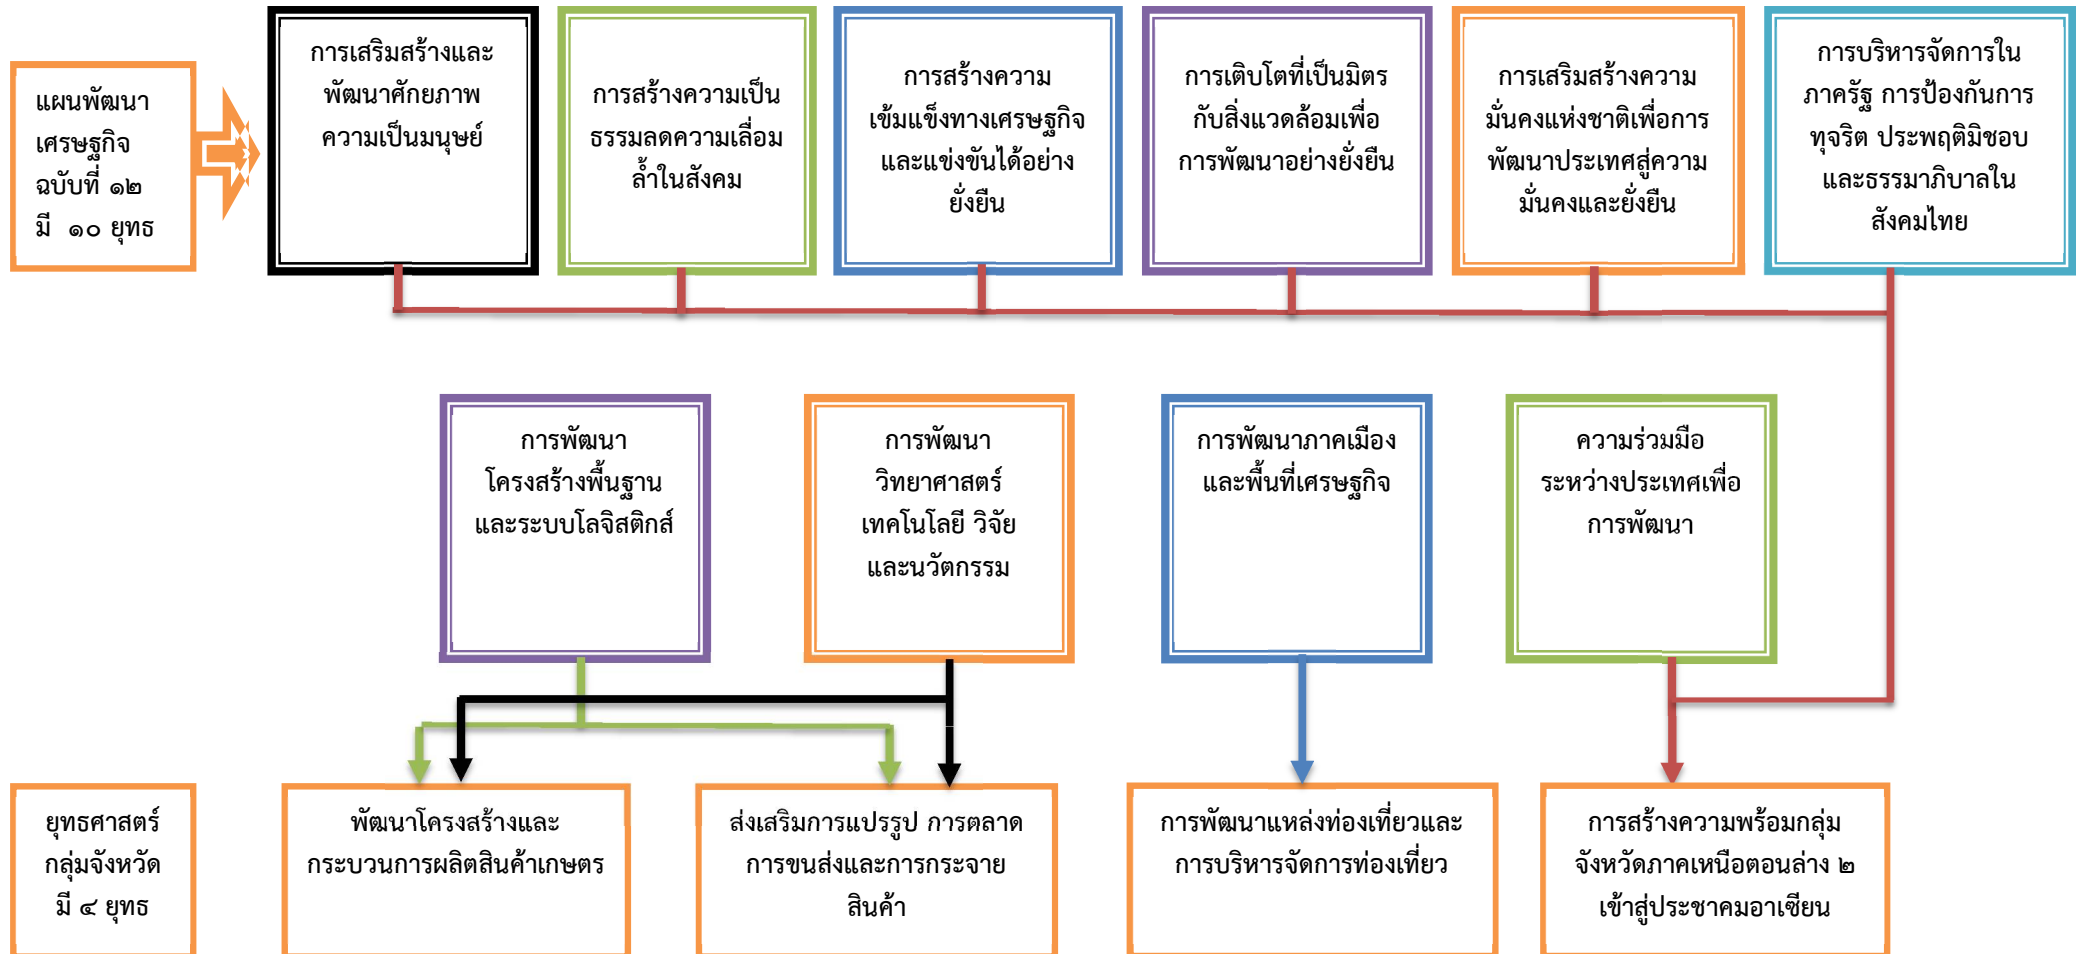 แผนพัฒนา
เศรษฐกิจ
ฉบับที่ ๑๒
มี ๑๐ ยุทธ
การเสริมสร้างและ
พัฒนาศักยภาพ
ความเป็นมนุษย์
การสร้างความเป็น
ธรรมลดความเลื่อม
ล้ำในสังคม
การสร้างความ
เข้มแข็งทางเศรษฐกิจ
และแข่งขันได้อย่าง
ยั่งยืน
การเติบโตที่เป็นมิตร
กับสิ่งแวดล้อมเพื่อ
การพัฒนาอย่างยั่งยืน
การเสริมสร้างความ
มั่นคงแห่งชาติเพื่อการ
พัฒนาประเทศสู่ความ
มั่นคงและยั่งยืน
การบริหารจัดการใน
ภาครัฐ การป้องกันการ
ทุจริต ประพฤติมิชอบ
และธรรมาภิบาลใน
สังคมไทย
การพัฒนา
โครงสร้างพื้นฐาน
และระบบโลจิสติกส์
การพัฒนา
วิทยาศาสตร์
เทคโนโลยี วิจัย
และนวัตกรรม
การพัฒนาภาคเมือง
และพื้นที่เศรษฐกิจ
ความร่วมมือ
ระหว่างประเทศเพื่อ
การพัฒนา
ยุทธศาสตร์
กลุ่มจังหวัด
มี ๔ ยุทธ
พัฒนาโครงสร้างและ
กระบวนการผลิตสินค้าเกษตร
ส่งเสริมการแปรรูป การตลาด
การขนส่งและการกระจาย
สินค้า
การพัฒนาแหล่งท่องเที่ยวและ
การบริหารจัดการท่องเที่ยว
การสร้างความพร้อมกลุ่ม
จังหวัดภาคเหนือตอนล่าง ๒
เข้าสู่ประชาคมอาเซียน